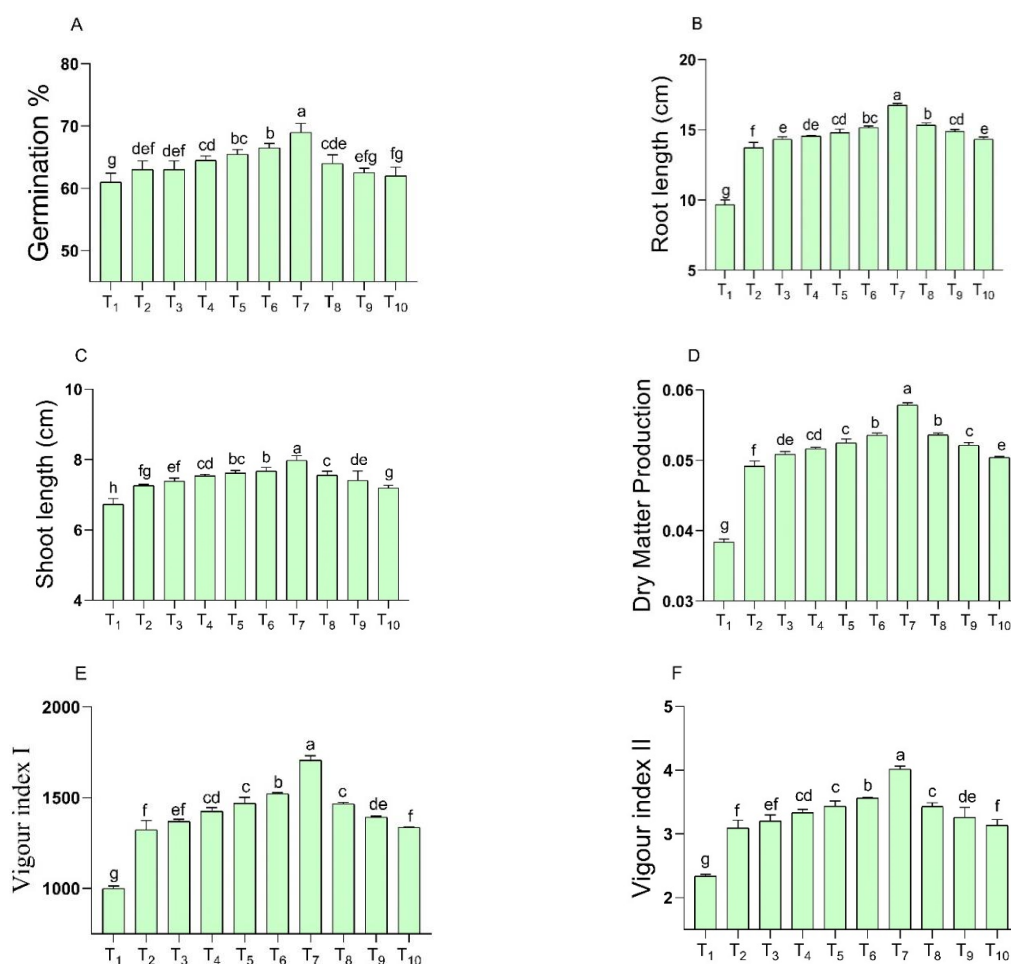 A
Germination %
80
70
60
50
g def def cd bc b a cde efg fg
T₁ T₂ T₃ T₄ T₅ T₆ T₇ T₈ T₉ T₁₀
B
Root length (cm)
20
15
10
5
g f e de cd bc a b cd e
T₁ T₂ T₃ T₄ T₅ T₆ T₇ T₈ T₉ T₁₀
C
Shoot length (cm)
10
8
6
4
h fg ef cd bc b a c de g
T₁ T₂ T₃ T₄ T₅ T₆ T₇ T₈ T₉ T₁₀
D
Dry Matter Production
0.06
0.05
0.04
0.03
g f de cd c b a b c e
T₁ T₂ T₃ T₄ T₅ T₆ T₇ T₈ T₉ T₁₀
E
Vigour index I
2000
1500
1000
g f ef cd c b a c de f
T₁ T₂ T₃ T₄ T₅ T₆ T₇ T₈ T₉ T₁₀
F
Vigour index II
5
4
3
2
g f ef cd c b a c de f
T₁ T₂ T₃ T₄ T₅ T₆ T₇ T₈ T₉ T₁₀